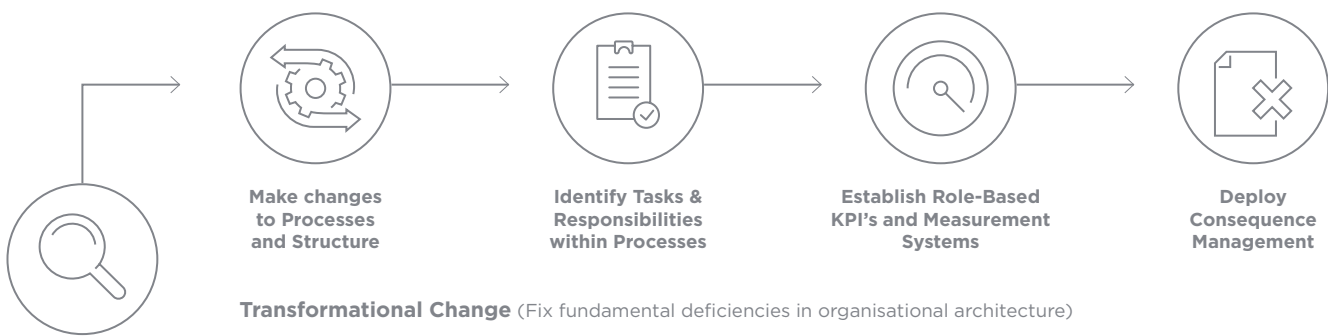 Make changes
to Processes
and Structure
Identify Tasks &
Responsibilities
within Processes
Establish Role-Based
KPI's and Measurement
Systems
Deploy
Consequence
Management
Transformational Change (Fix fundamental deficiencies in organisational architecture)